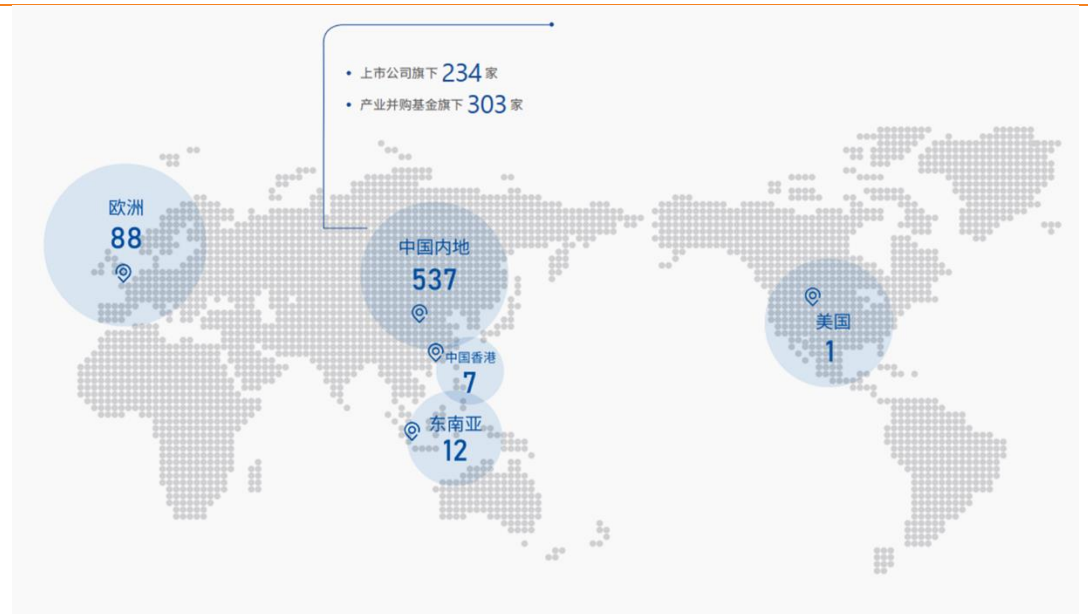 • 上市公司旗下 234 家
• 产业并购基金旗下 303 家
欧洲
88
中国内地
537
美国
1
中国香港
7
东南亚
12